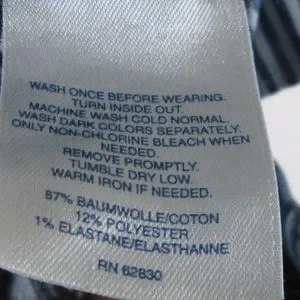 WASH ONCE BEFORE WEARING.
TURN INSIDE OUT.
MACHINE WASH COLD NORMAL.
WASH DARK COLORS SEPARATELY.
ONLY NON-CHLORINE BLEACH WHEN
NEEDED.
REMOVE PROMPTLY.
TUMBLE DRY LOW.
WARM IRON IF NEEDED.
87% BAUMWOLLE/COTON
12% POLYESTER
1% ELASTANE/ELASTHANNE
RN 62830